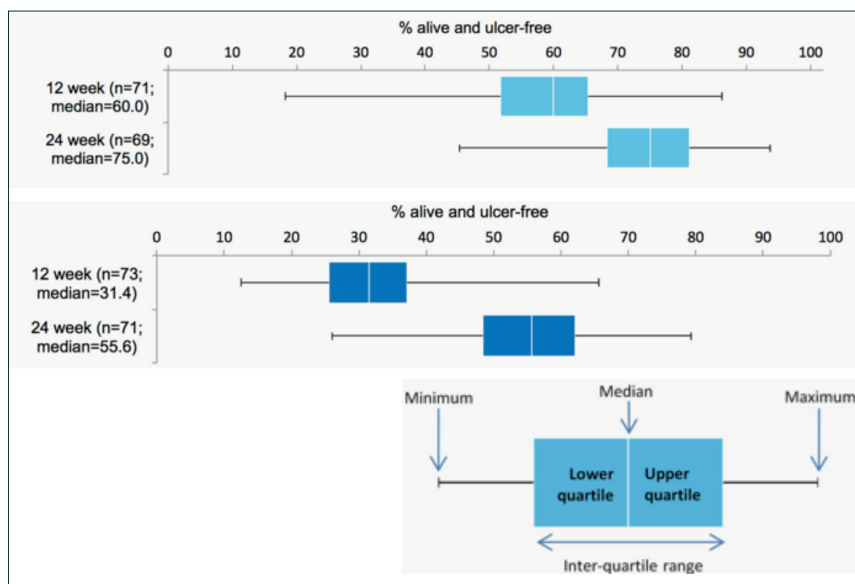 % alive and ulcer-free
0 10 20 30 40 50 60 70 80 90 100
12 week (n=71;
median=60.0)
24 week (n=69;
median=75.0)
% alive and ulcer-free
0 10 20 30 40 50 60 70 80 90 100
12 week (n=73;
median=31.4)
24 week (n=71;
median=55.6)
Minimum Median Maximum
Lower Upper
quartile quartile
Inter-quartile range